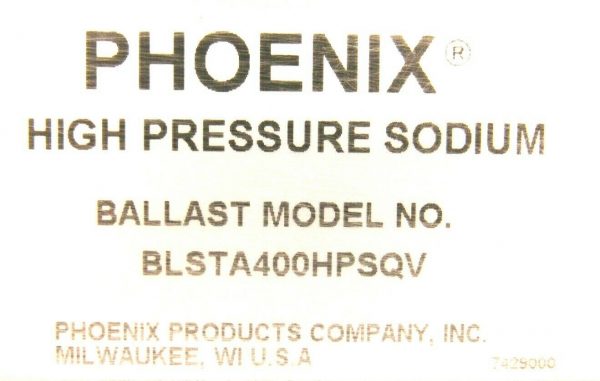 PHOENIX®
HIGH PRESSURE SODIUM
BALLAST MODEL NO.
BLSTA400HPSQV
PHOENIX PRODUCTS COMPANY, INC.
MILWAUKEE, WI U.S.A 7429000